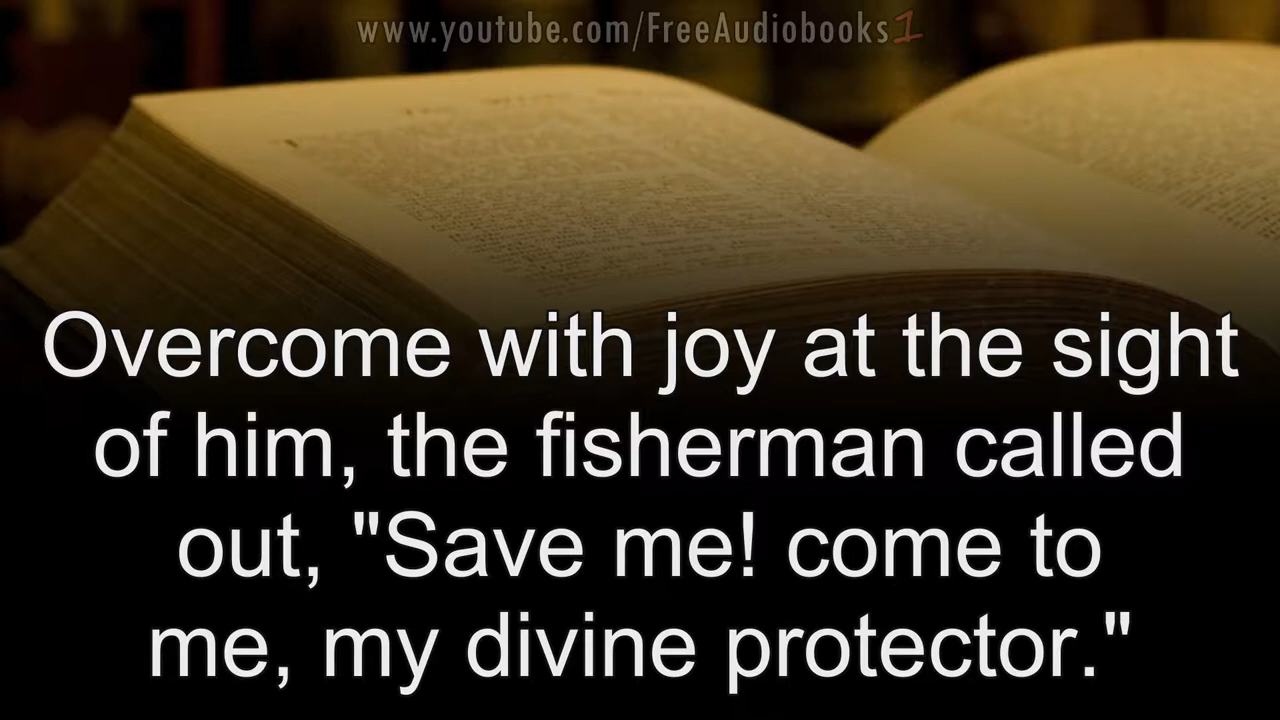 www.youtube.com/FreeAudiobooks1
Overcome with joy at the sight
of him, the fisherman called
out, "Save me! come to
me, my divine protector."